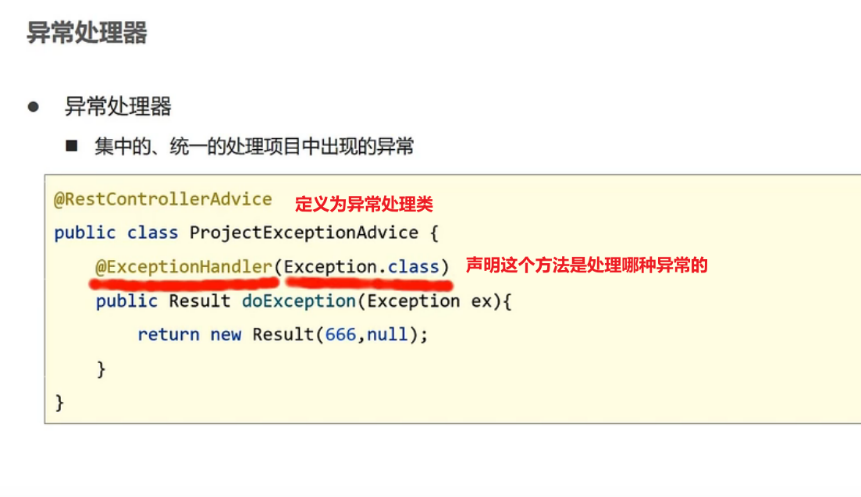 异常处理器
● 异常处理器
■ 集中的、统一的处理项目中出现的异常
@RestControllerAdvice 定义为异常处理类
public class ProjectExceptionAdvice {
@ExceptionHandler(Exception.class) 声明这个方法是处理哪种异常的
public Result doException(Exception ex){
return new Result(666,null);
}
}